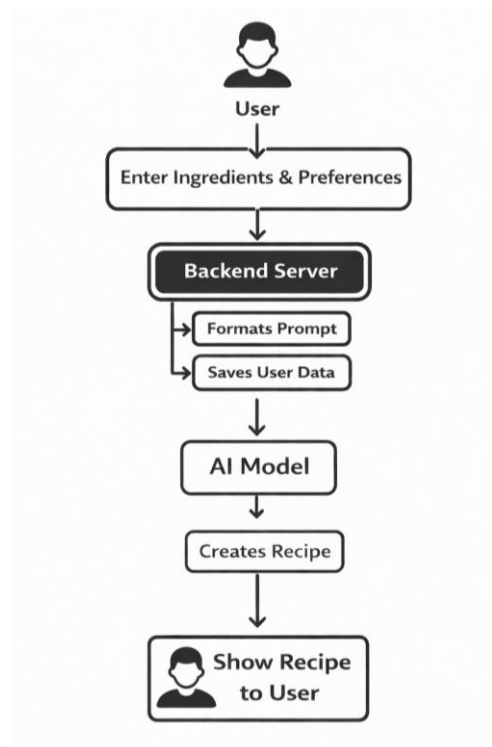 User
Enter Ingredients & Preferences
Backend Server
Formats Prompt
Saves User Data
AI Model
Creates Recipe
Show Recipe
to User